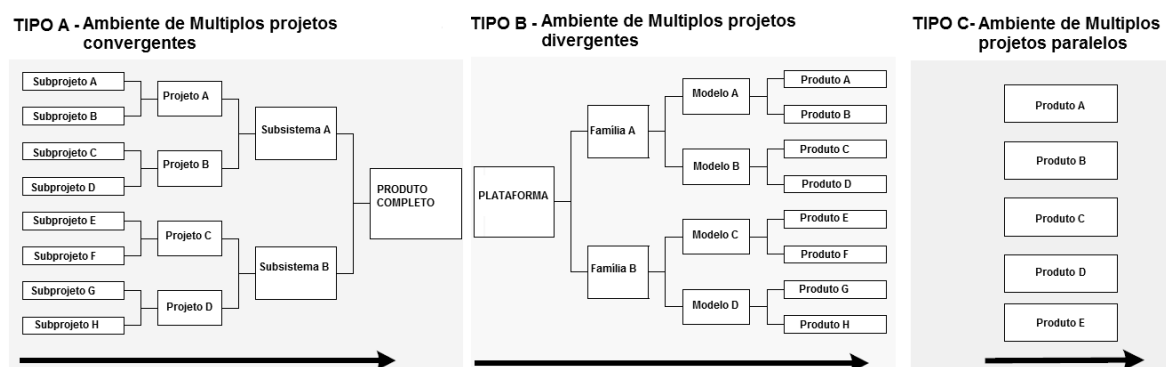 TIPO A - Ambiente de Multiplos projetos
convergentes
Subprojeto A
Subprojeto B
Subprojeto C
Subprojeto D
Subprojeto E
Subprojeto F
Subprojeto G
Subprojeto H
Projeto A
Projeto B
Projeto C
Projeto D
Subsistema A
Subsistema B
PRODUTO
COMPLETO
TIPO B - Ambiente de Multiplos projetos
divergentes
PLATAFORMA
Família A
Família B
Modelo A
Modelo B
Modelo C
Modelo D
Produto A
Produto B
Produto C
Produto D
Produto E
Produto F
Produto G
Produto H
TIPO C- Ambiente de Multiplos
projetos paralelos
Produto A
Produto B
Produto C
Produto D
Produto E